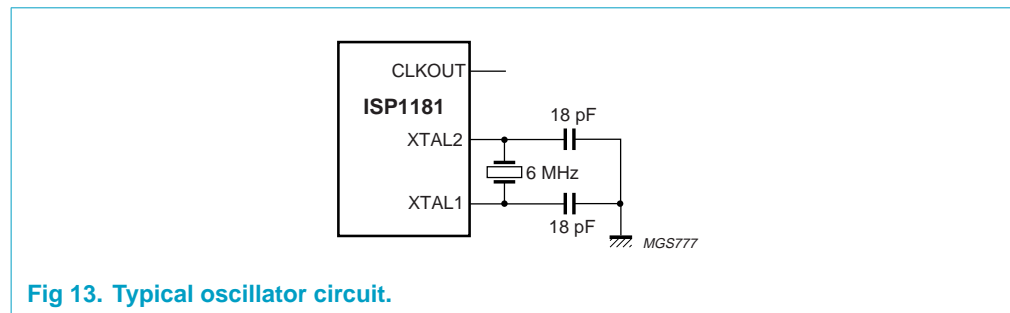 CLKOUT
ISP1181
18 pF
XTAL2
6 MHz
XTAL1
18 pF
MGS777
Fig 13. Typical oscillator circuit.